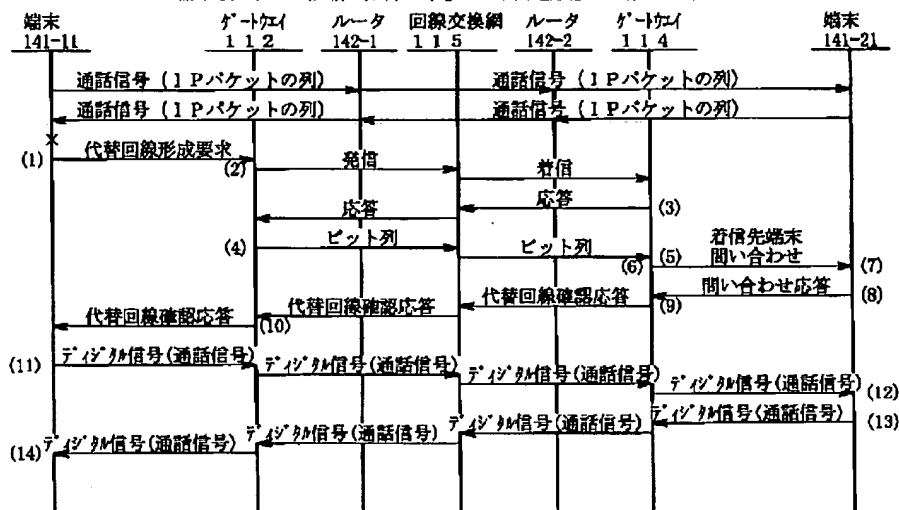 端末 ゲートウエイ ルータ 回線交換網 ルータ ゲートウエイ 端末
141-11 112 142-1 115 142-2 114 141-21
通話信号(IPパケットの列) 通話信号(IPパケットの列)
通話信号(IPパケットの列) 通話信号(IPパケットの列)
×
(1) 代替回線形成要求
(2) 発信
着信
応答 (3)
応答
(4) ビット列
ビット列 (6) (5) 着信先端末
問い合わせ (7)
問い合わせ応答 (8)
代替回線確認応答 (9)
代替回線確認応答
代替回線確認応答 (10)
(11) ディジタル信号(通話信号)
ディジタル信号(通話信号)
ディジタル信号(通話信号)
ディジタル信号(通話信号) (12)
ディジタル信号(通話信号) (13)
ディジタル信号(通話信号)
ディジタル信号(通話信号)
(14) ディジタル信号(通話信号)